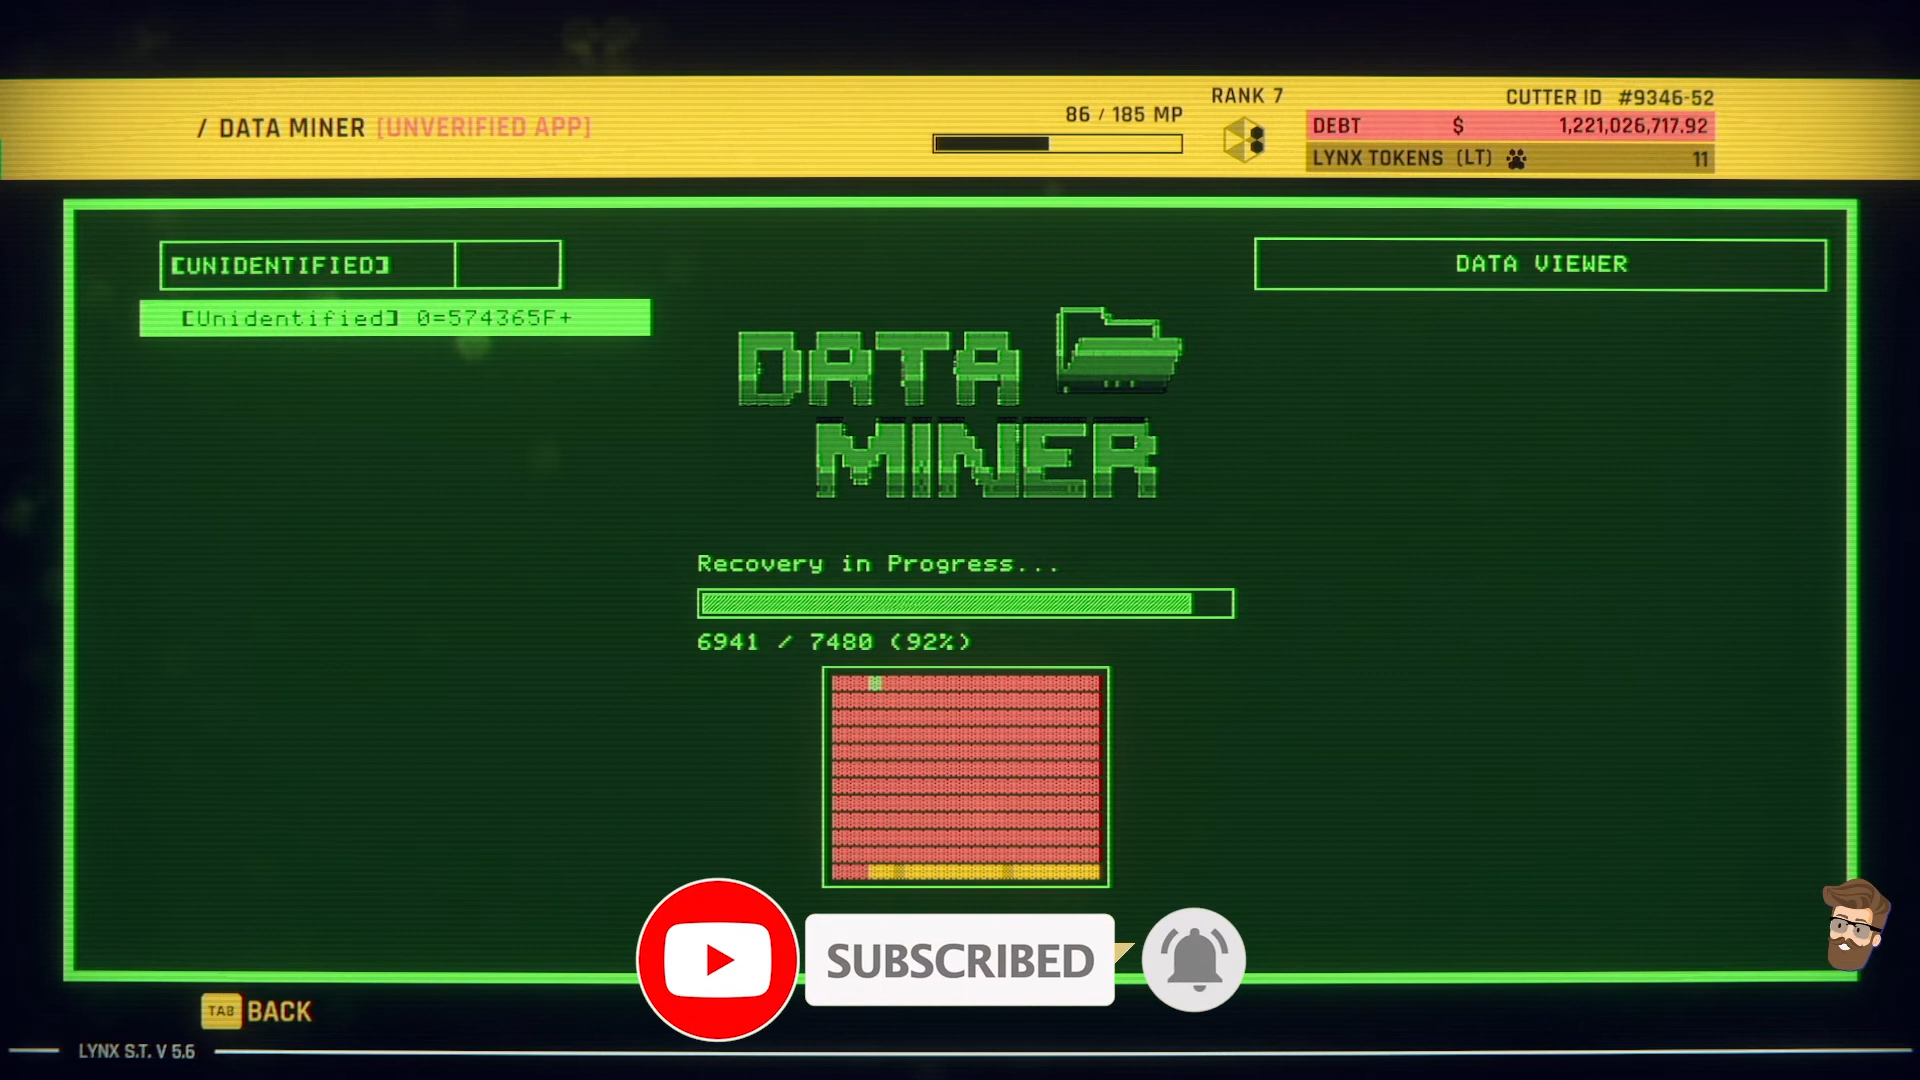 / DATA MINER [UNVERIFIED APP]
86 / 185 MP
RANK 7
CUTTER ID #9346-52
DEBT $ 1,221,026,717.92
LYNX TOKENS (LT) 11
[UNIDENTIFIED]
DATA VIEWER
[Unidentified] 0=574365F+
DATA
MINER
Recovery in Progress...
6941 / 7480 (92%)
SUBSCRIBED
TAB BACK
LYNX S.T. V 5.6